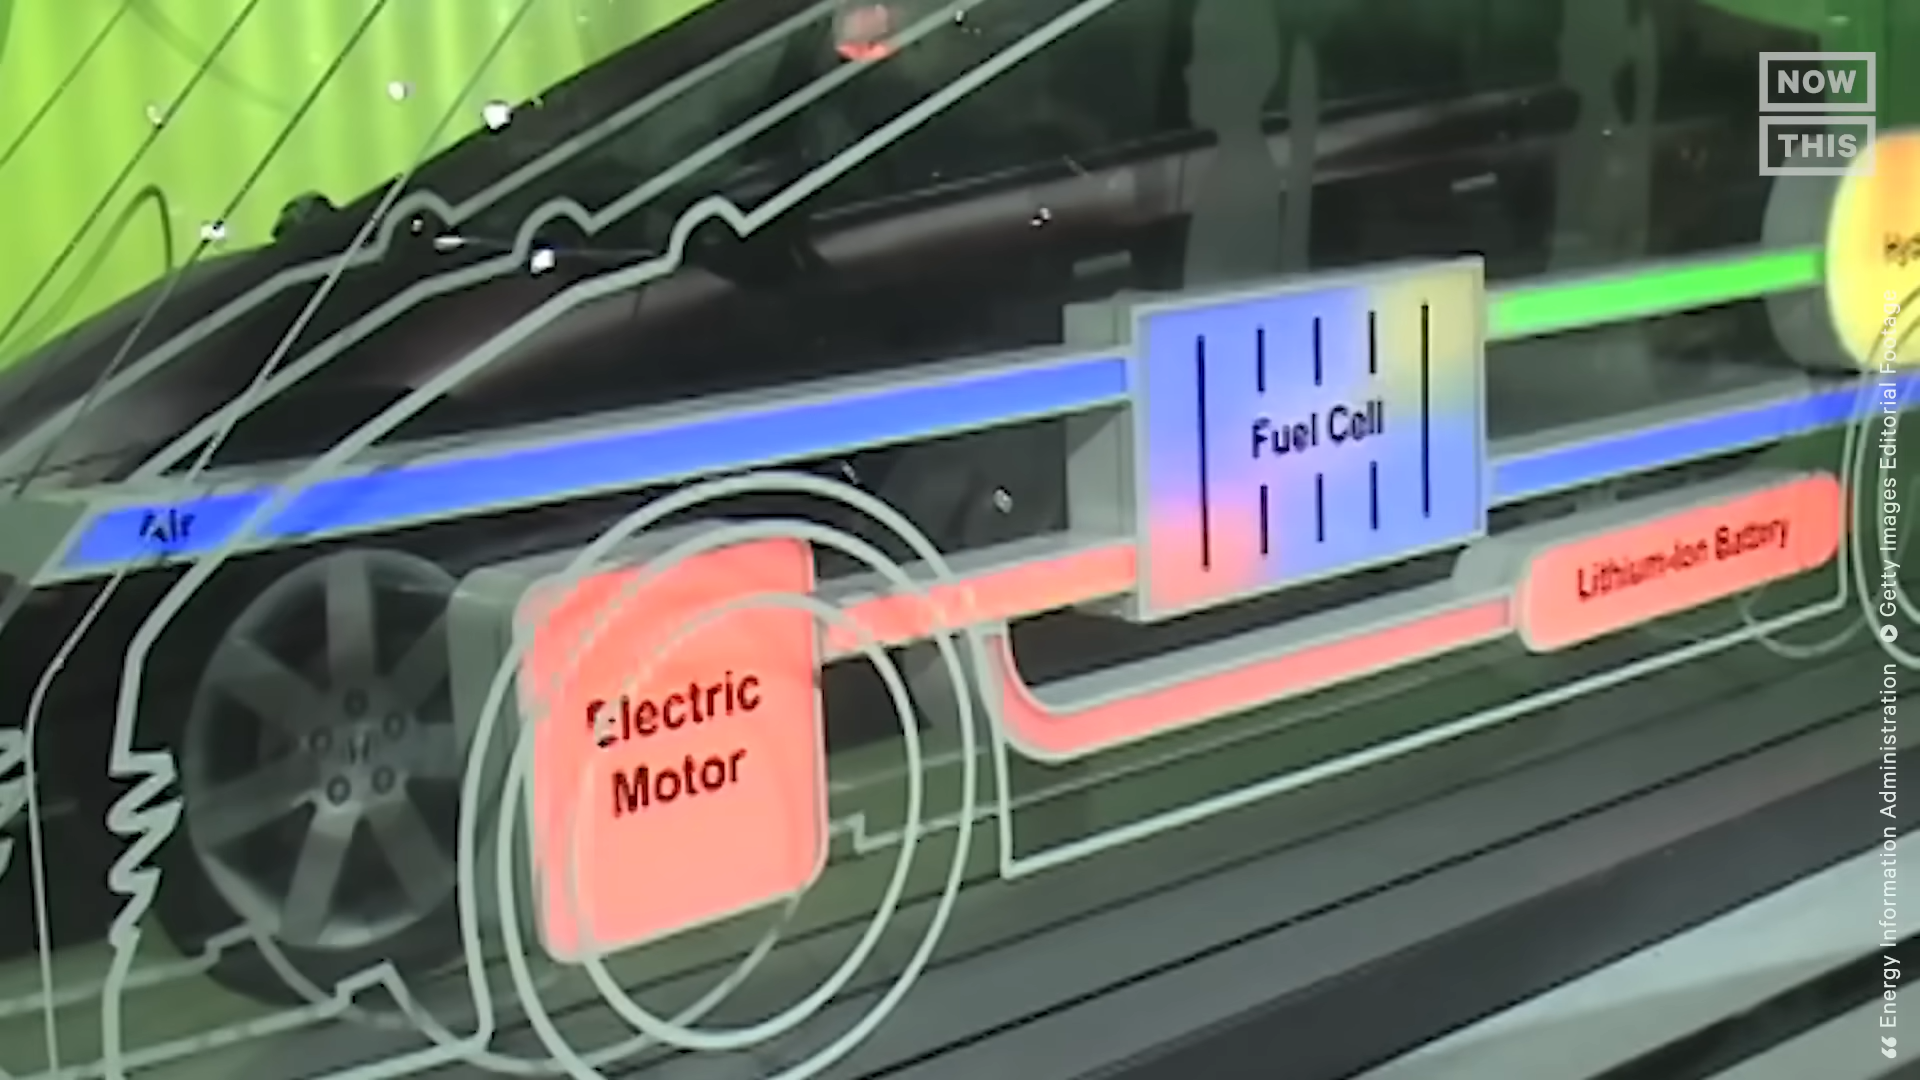 NOW
THIS
Air
Fuel Cell
Electric
Motor
Lithium-Ion Battery
Energy Information Administration
Getty Images Editorial Footage